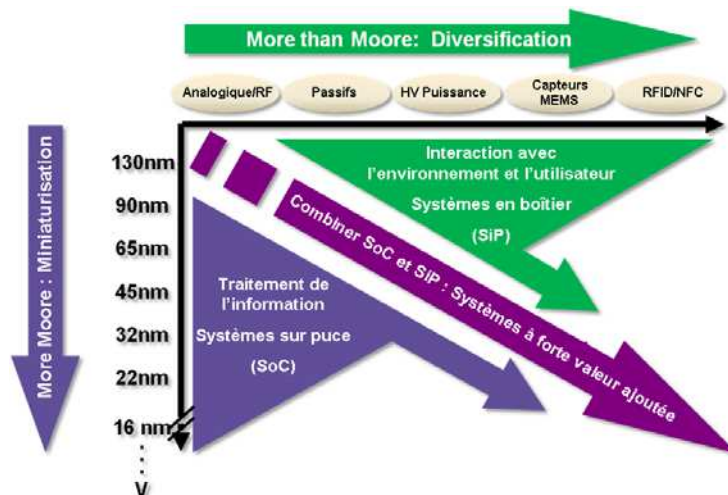 More than Moore: Diversification
Analogique/RF
Passifs
HV Puissance
Capteurs
MEMS
RFID/NFC
More Moore : Miniaturisation
130nm
90nm
65nm
45nm
32nm
22nm
16 nm
V
Interaction avec
l'environnement et l'utilisateur
Systèmes en boîtier
(SiP)
Combiner SoC et SiP : Systèmes à forte valeur ajoutée
Traitement de
l'information
Systèmes sur puce
(SoC)